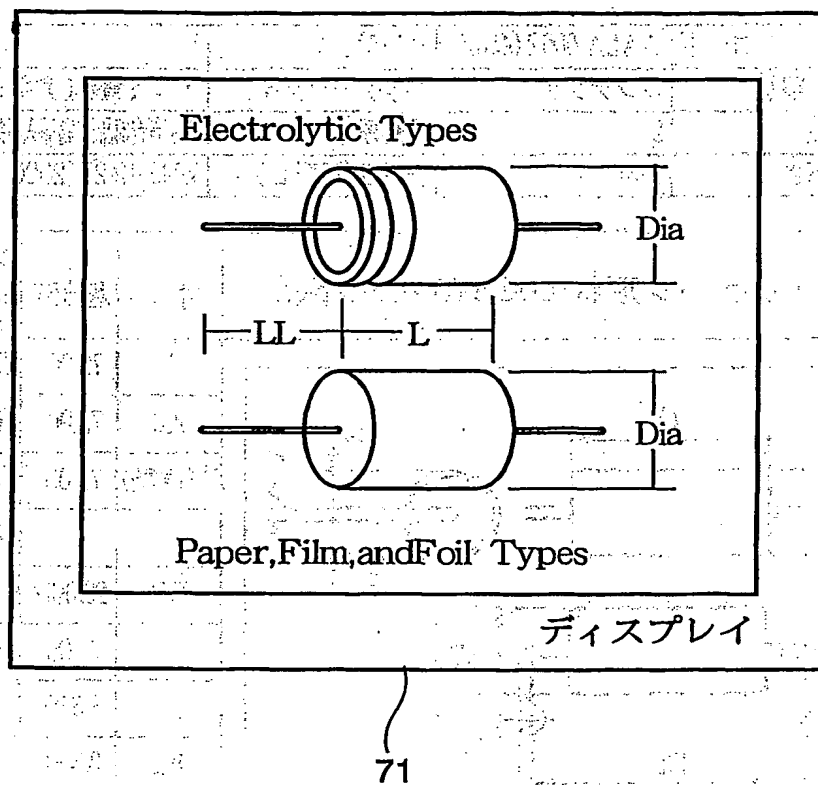 Electrolytic Types
Dia
LL
L
Dia
Paper,Film,andFoil Types
ディスプレイ
71